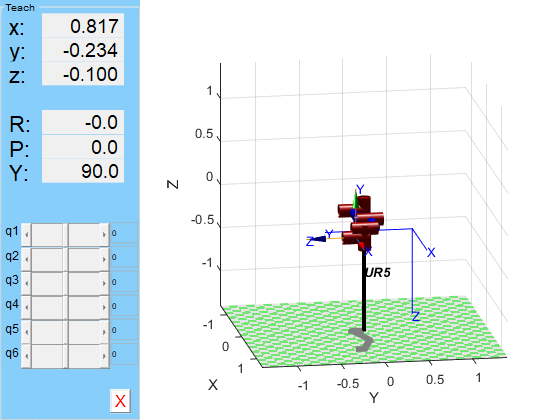 Teach
x: 0.817
y: -0.234
z: -0.100
R: -0.0
P: 0.0
Y: 90.0
q1 0
q2 0
q3 0
q4 0
q5 0
q6 0
X
1
0.5
0
-0.5
-1
Z
Y
Z
Y
X
X
UR5
Z
-1
0
1
X
-1
-0.5
0
0.5
1
Y